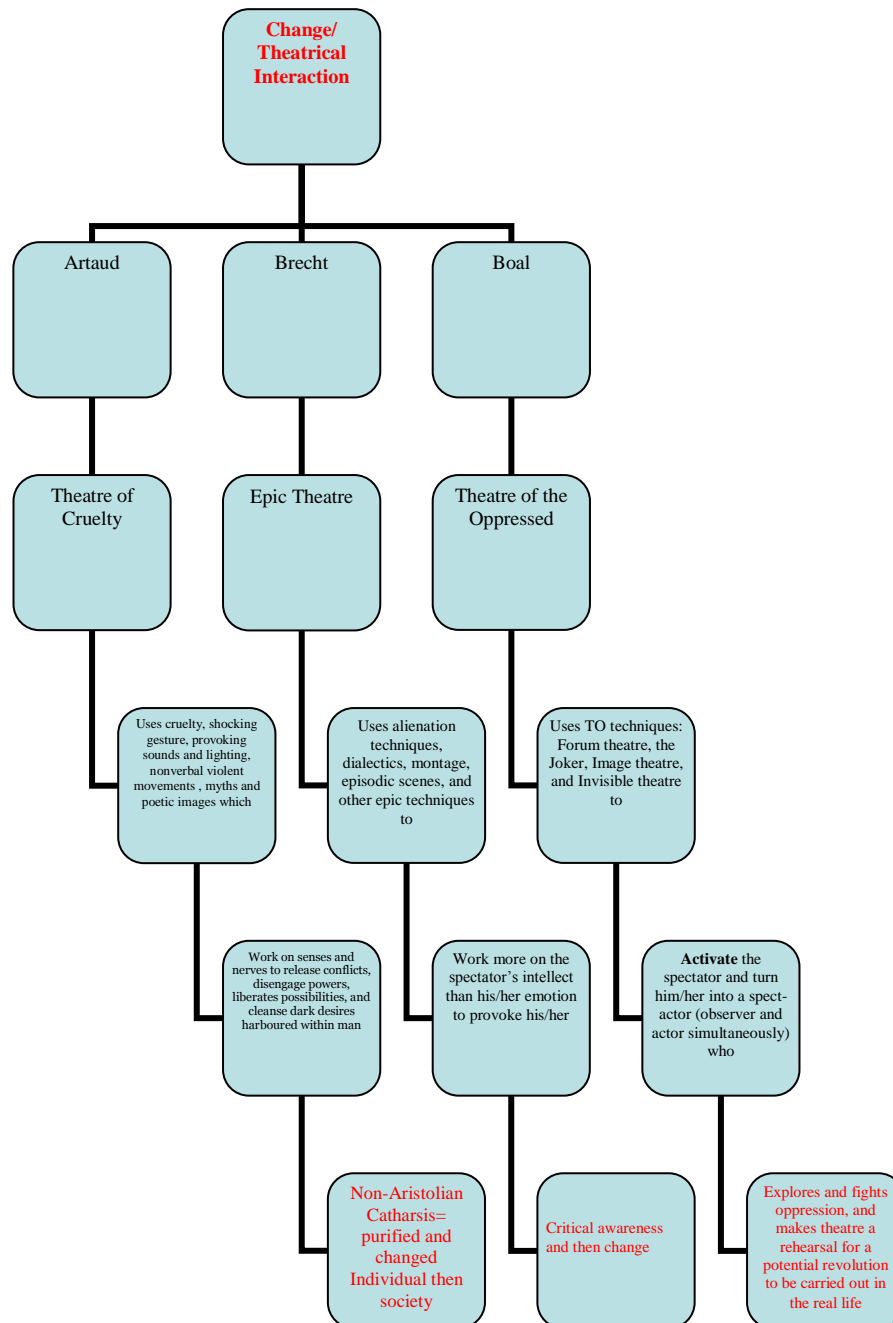 Change/
Theatrical
Interaction
Artaud
Brecht
Boal
Theatre of
Cruelty
Epic Theatre
Theatre of the
Oppressed
Uses cruelty, shocking
gesture, provoking
sounds and lighting,
nonverbal violent
movements , myths and
poetic images which
Uses alienation
techniques,
dialectics, montage,
episodic scenes, and
other epic techniques
to
Uses TO techniques:
Forum theatre, the
Joker, Image theatre,
and Invisible theatre
to
Work on senses and
nerves to release conflicts,
disengage powers,
liberates possibilities, and
cleanse dark desires
harboured within man
Work more on the
spectator’s intellect
than his/her emotion
to provoke his/her
Activate the
spectator and turn
him/her into a spect-
actor (observer and
actor simultaneously)
who
Non-Aristolian
Catharsis=
purified and
changed
Individual then
society
Critical awareness
and then change
Explores and fights
oppression, and
makes theatre a
rehearsal for a
potential revolution
to be carried out in
the real life